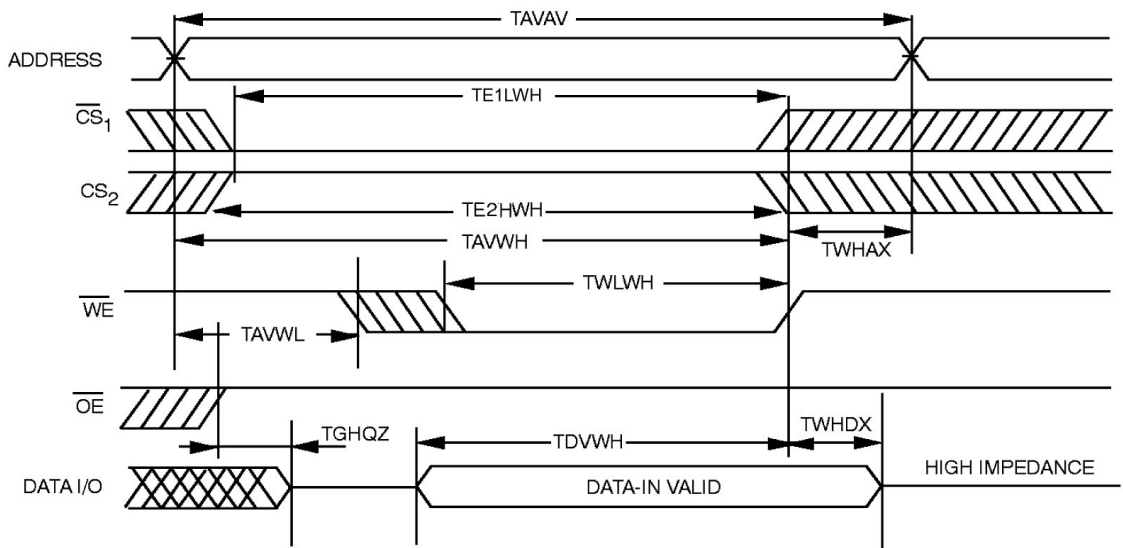 TAVAV
ADDRESS
TE1LWH
CS1
CS2
TE2HWH
TAVWH
TWHAX
TWLWH
WE
TAVWL
OE
TGHQZ
TDVWH
TWHDX
DATA I/O
DATA-IN VALID
HIGH IMPEDANCE